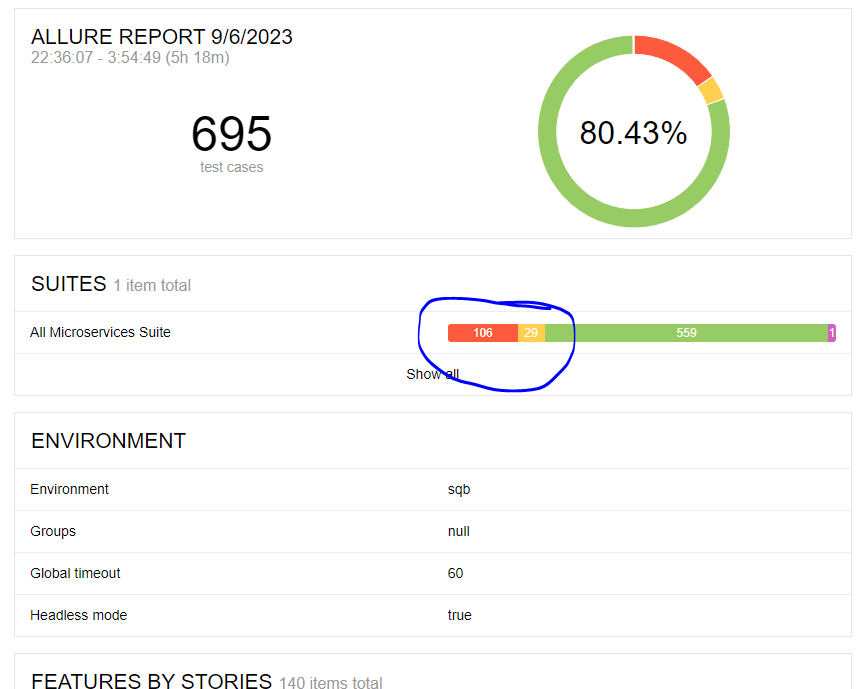 ALLURE REPORT 9/6/2023
22:36:07 - 3:54:49 (5h 18m)
695
test cases
80.43%
SUITES 1 item total
All Microservices Suite 106 29 559 1
Show all
ENVIRONMENT
Environment sqb
Groups null
Global timeout 60
Headless mode true
FEATURES BY STORIES 140 items total